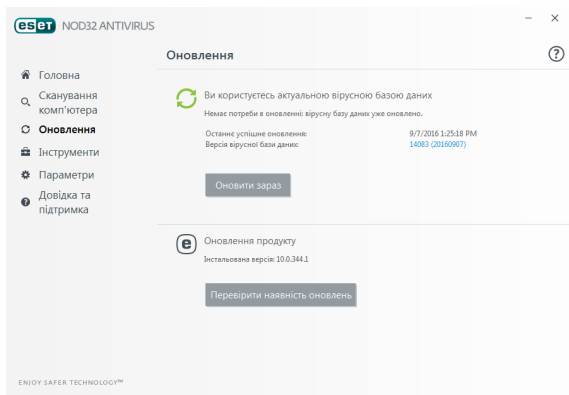 eset NOD32 ANTIVIRUS
Оновлення
Головна
Сканування
комп'ютера
Оновлення
Інструменти
Параметри
Довідка та
підтримка
Ви користуєтесь актуальною вірусною базою даних
Немає потреби в оновленні: вірусну базу даних уже оновлено.
Останнє успішне оновлення: 9/7/2016 1:25:18 PM
Версія вірусної бази даних: 14083 (20160907)
Оновити зараз
Оновлення продукту
Інстальована версія: 10.0.344.1
Перевірити наявність оновлень
ENJOY SAFER TECHNOLOGY™